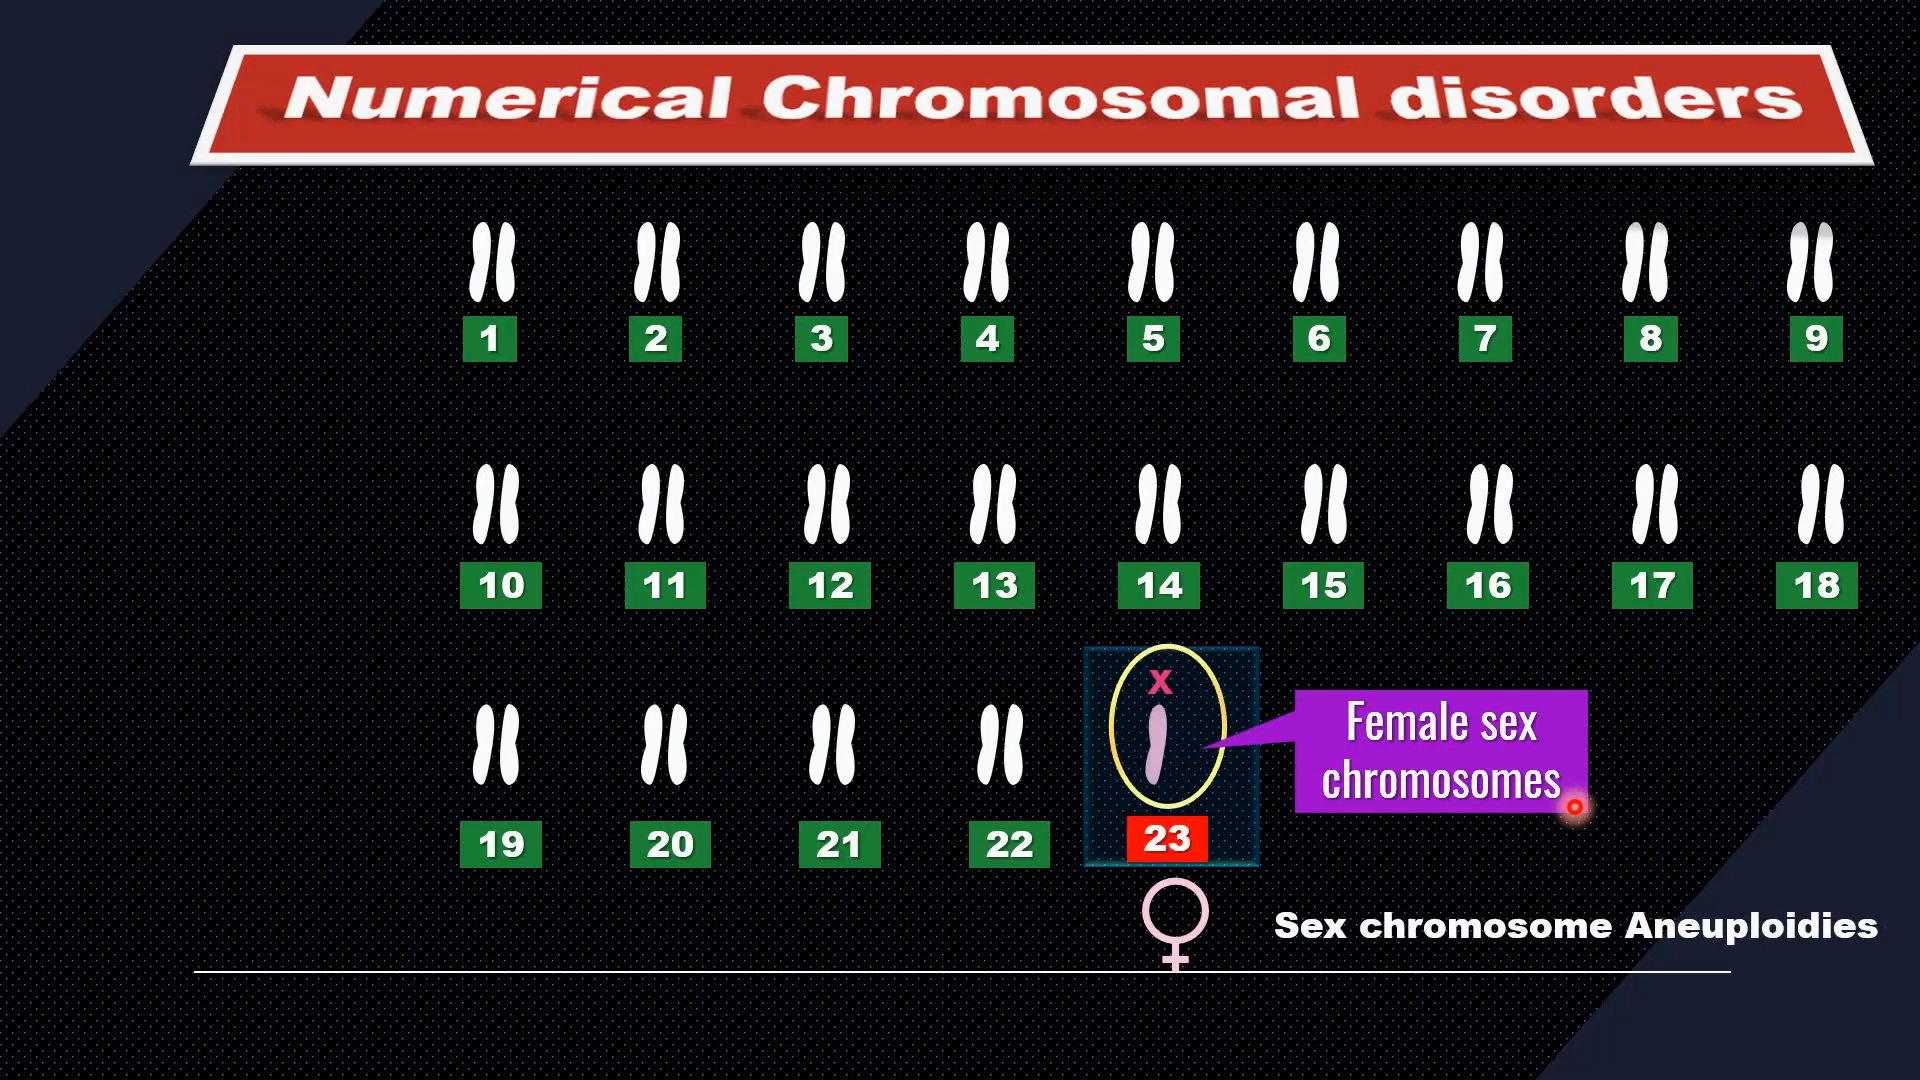 Numerical Chromosomal disorders
1 2 3 4 5 6 7 8 9
10 11 12 13 14 15 16 17 18
X
Female sex
chromosomes
19 20 21 22 23
Sex chromosome Aneuploidies